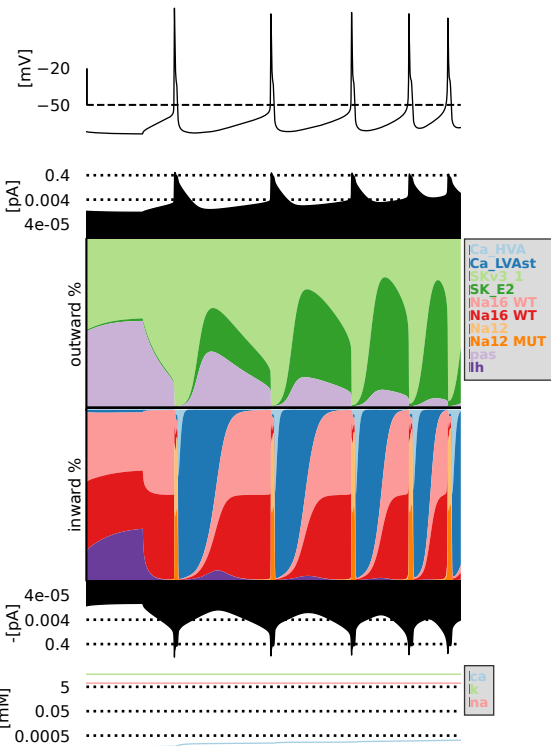 [mV]
−20
−50
[pA]
0.4
0.004
4e-05
outward %
Ca_HVA
Ca_LVAst
SKv3_1
SK_E2
Na16 WT
Na16 WT
Na12
Na12 MUT
pas
Ih
inward %
-[pA]
4e-05
0.004
0.4
[mM]
5
0.05
0.0005
ca
k
na